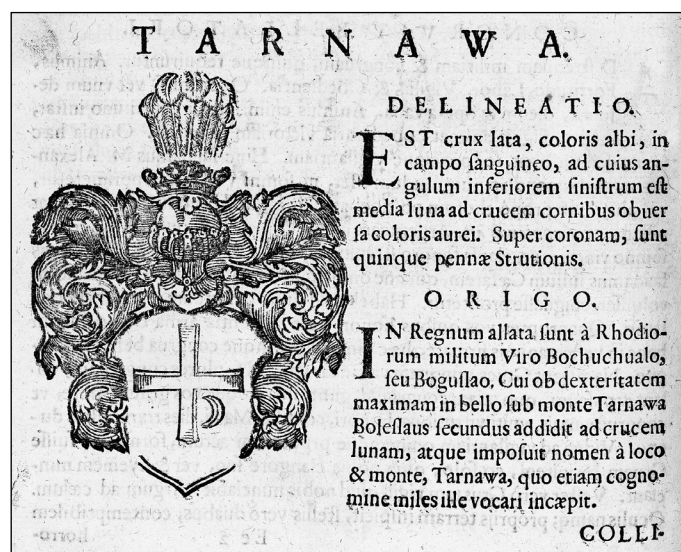 TARNAWA.
DELINEATIO.
EST crux lata, coloris albi, in
campo ſanguineo, ad cuius an-
gulum inferiorem ſiniſtrum eſt
media luna ad crucem cornibus obuer
ſa coloris aurei. Super coronam, ſunt
quinque pennæ Strutionis.
ORIGO.
IN Regnum allata ſunt à Rhodio-
rum militum Viro Bochuchualo,
ſeu Boguſlao, Cui ob dexteritatem
maximam in bello ſub monte Tarnawa
Boleſlaus ſecundus addidit ad crucem
lunam, atque impoſuit nomen à loco
& monte, Tarnawa, quo etiam cogno-
mine miles ille vocari incæpit.
Ee 2
COLLI-